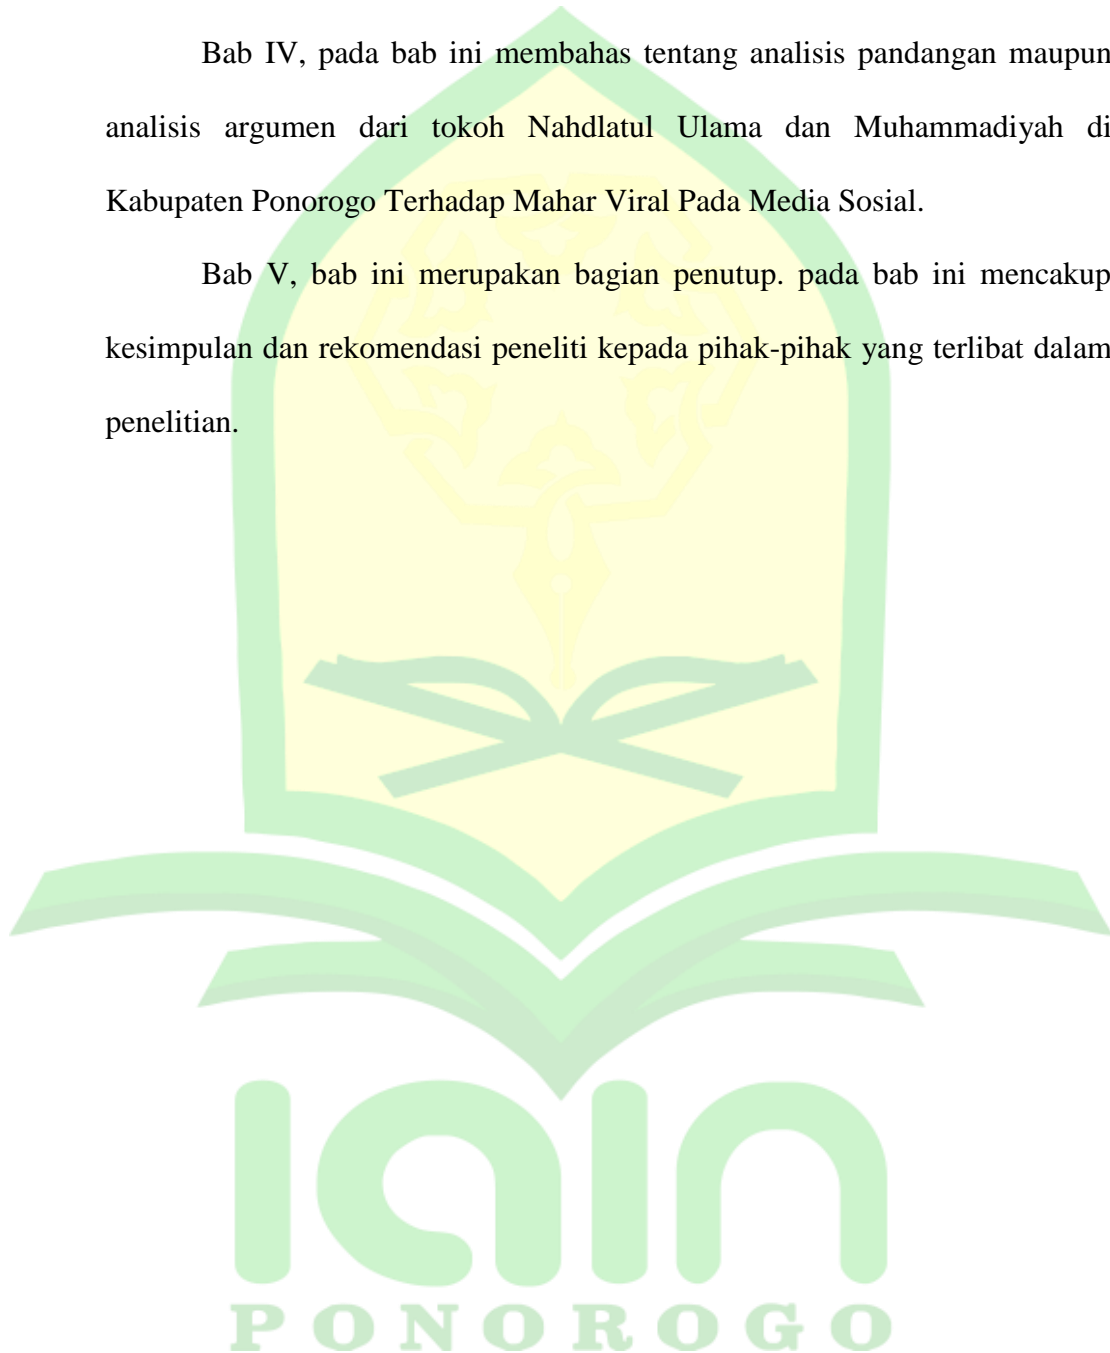 Bab IV, pada bab ini membahas tentang analisis pandangan maupun
analisis argumen dari tokoh Nahdlatul Ulama dan Muhammadiyah di
Kabupaten Ponorogo Terhadap Mahar Viral Pada Media Sosial.
Bab V, bab ini merupakan bagian penutup. pada bab ini mencakup
kesimpulan dan rekomendasi peneliti kepada pihak-pihak yang terlibat dalam
penelitian.
iain
PONOROGO